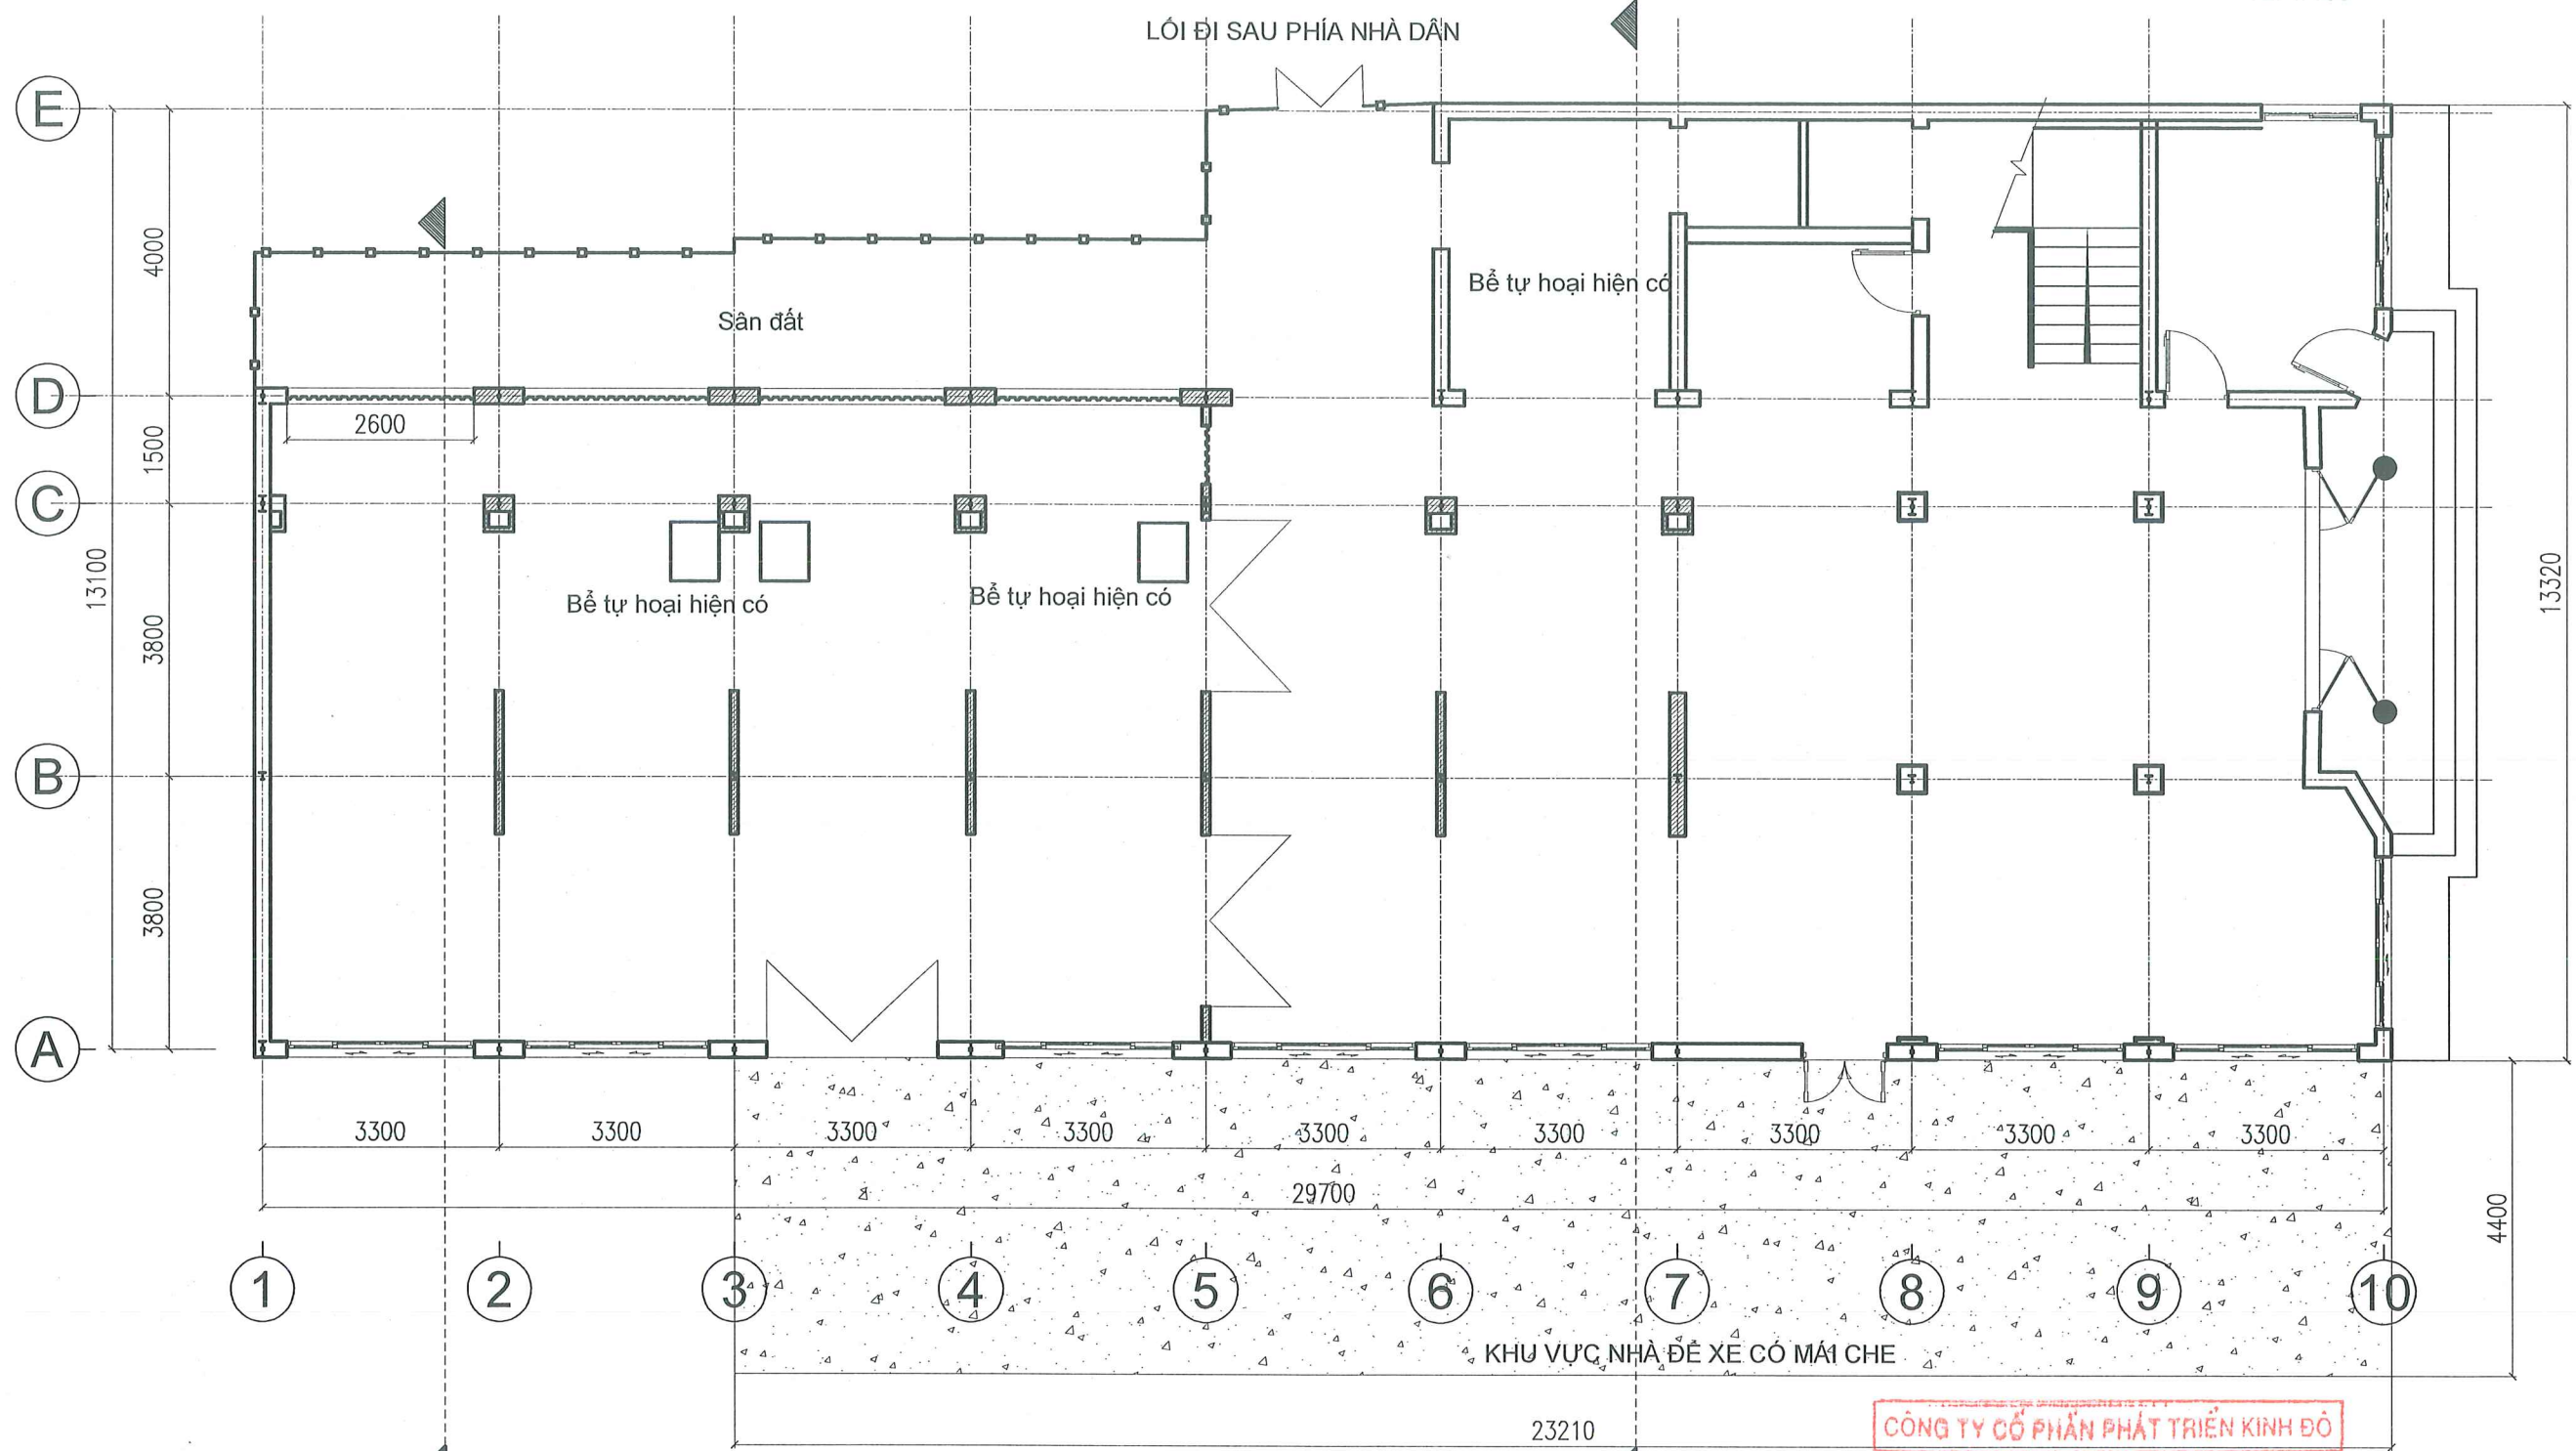 LỐI ĐI SAU PHÍA NHÀ DÂN
E
4000
Bể tự hoại hiện có
Sân đất
D
2600
1500
C
13100
13320
Bể tự hoại hiện có
Bể tự hoại hiện có
3800
B
3800
A
3300 3300 3300 3300 3300 3300 3300 3300 3300
29700
4400
1 2 3 4 5 6 7 8 9 10
KHU VỰC NHÀ ĐỂ XE CÓ MÁI CHE
23210
CÔNG TY CỔ PHẦN PHÁT TRIỂN KINH ĐÔ